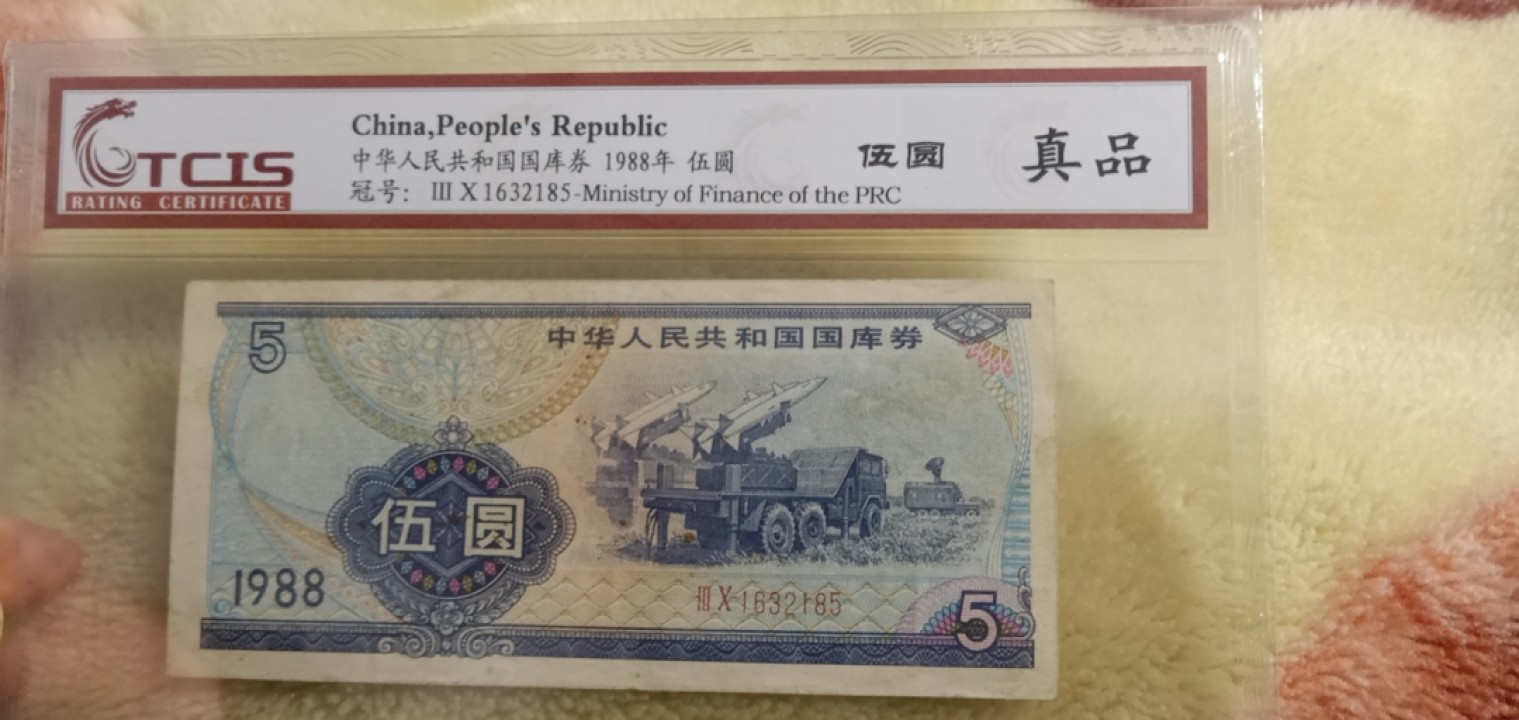 TCIS
RATING CERTIFICATE
China,People's Republic
中华人民共和国国库券 1988年 伍圆
冠号: Ⅲ X 1632185-Ministry of Finance of the PRC
伍圆
真品
5
中华人民共和国国库券
伍圆
1988
ⅢX1632185
5